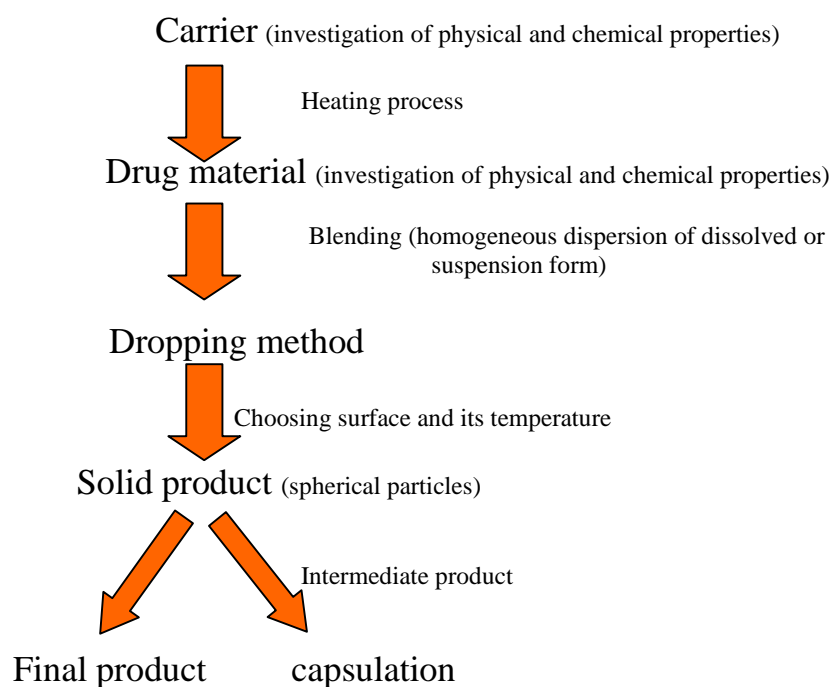 Carrier (investigation of physical and chemical properties)
Heating process
Drug material (investigation of physical and chemical properties)
Blending (homogeneous dispersion of dissolved or
suspension form)
Dropping method
Choosing surface and its temperature
Solid product (spherical particles)
Intermediate product
Final product capsulation